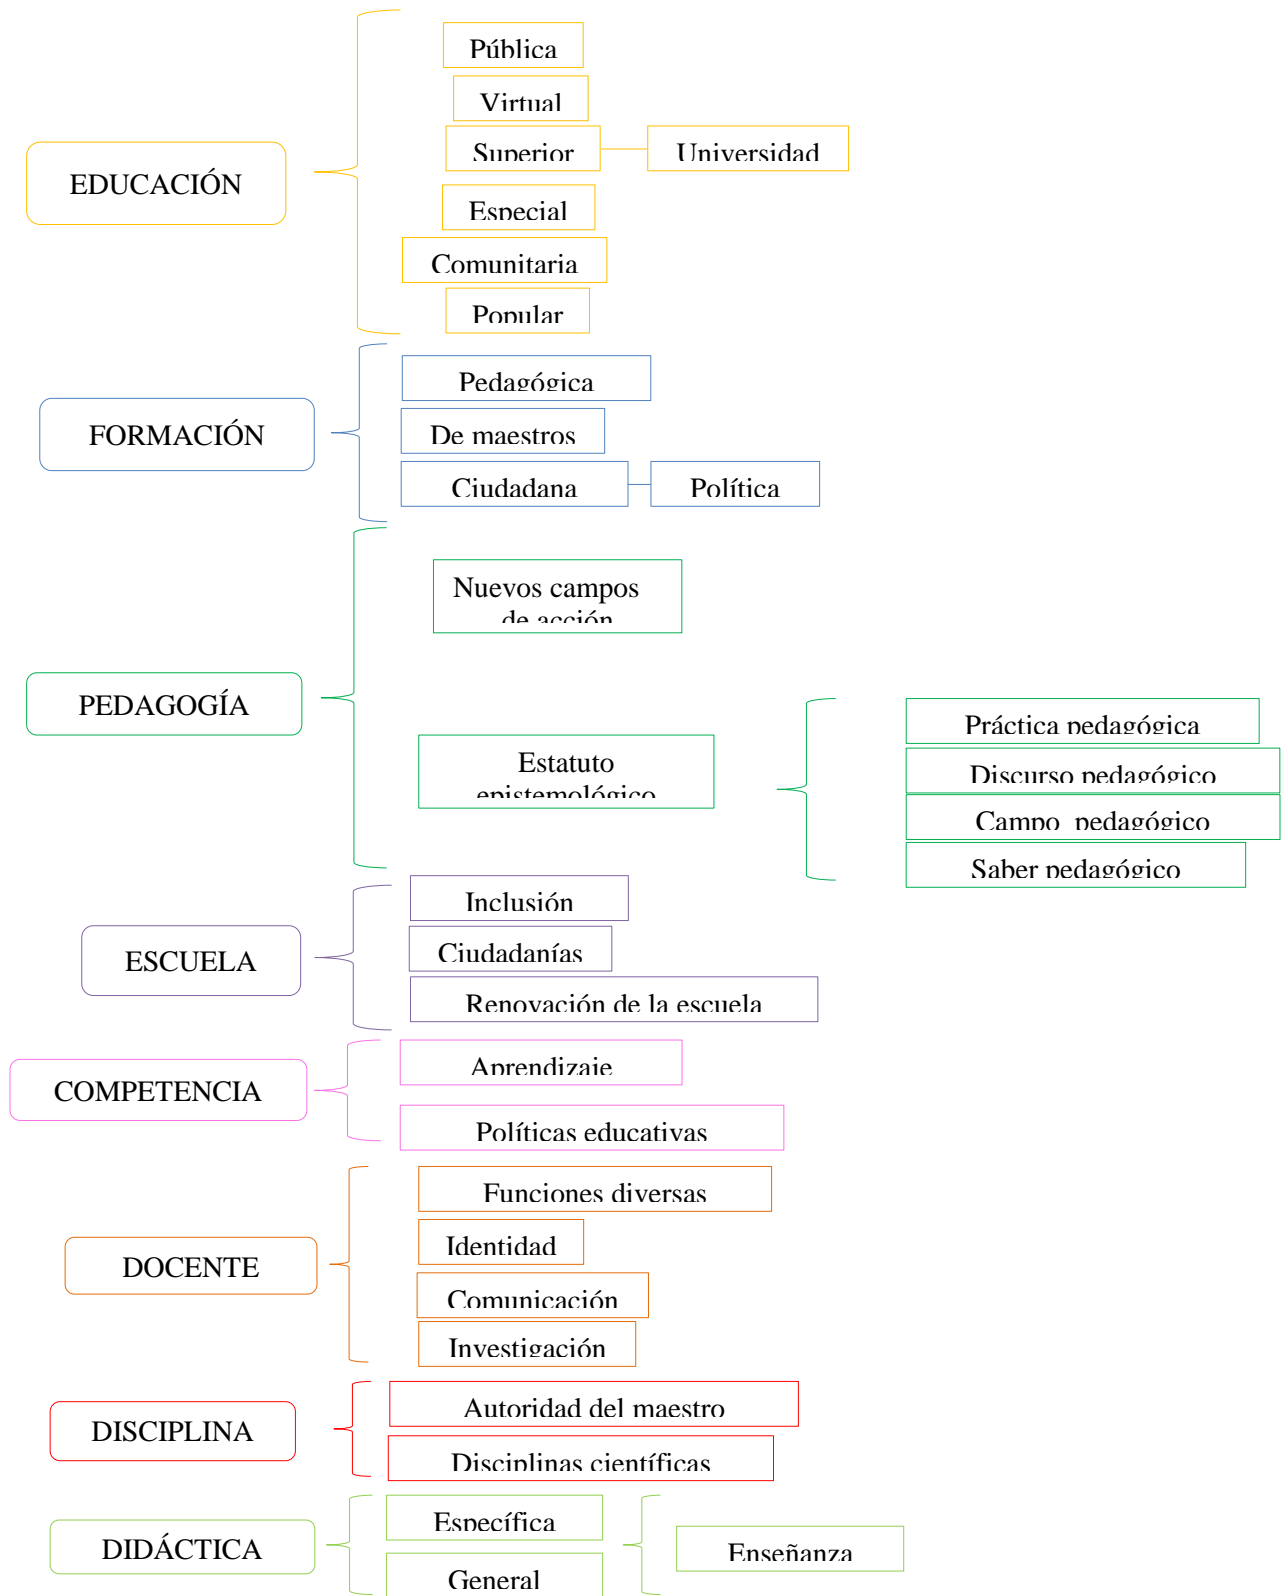 EDUCACIÓN
Pública
Virtual
Superior
Universidad
Especial
Comunitaria
Popular
FORMACIÓN
Pedagógica
De maestros
Ciudadana
Política
PEDAGOGÍA
Nuevos campos
de acción
Estatuto
epistemológico
Práctica pedagógica
Discurso pedagógico
Campo pedagógico
Saber pedagógico
ESCUELA
Inclusión
Ciudadanías
Renovación de la escuela
COMPETENCIA
Aprendizaje
Políticas educativas
DOCENTE
Funciones diversas
Identidad
Comunicación
Investigación
DISCIPLINA
Autoridad del maestro
Disciplinas científicas
DIDÁCTICA
Específica
General
Enseñanza